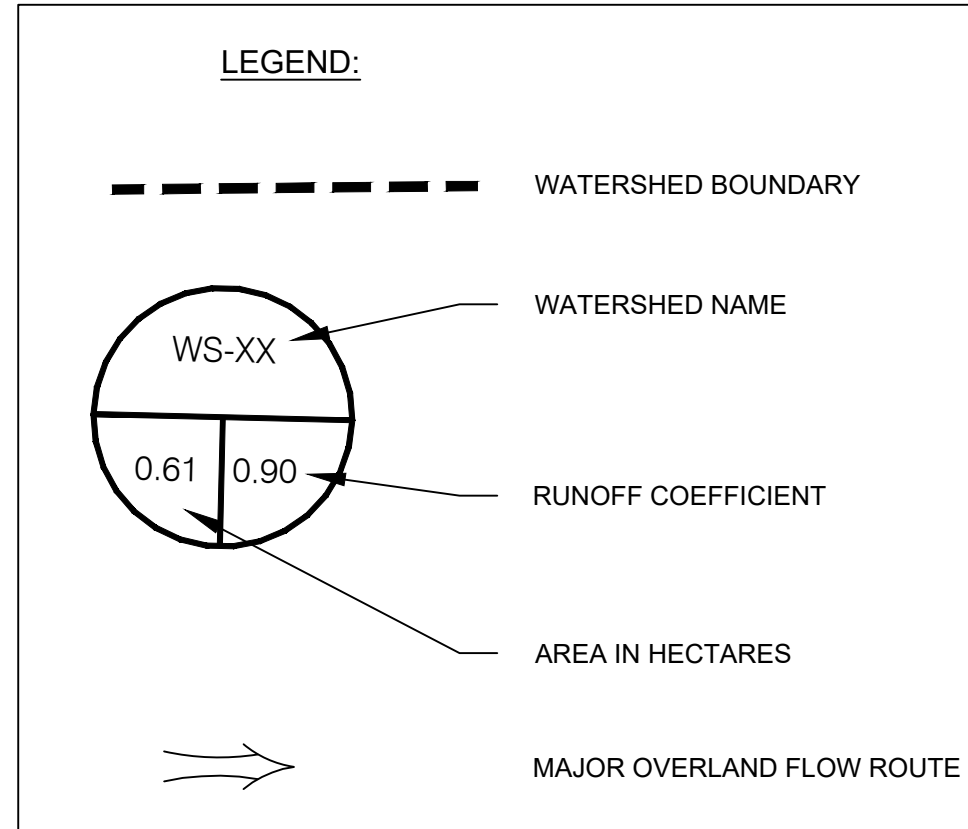 LEGEND:
WATERSHED BOUNDARY
WATERSHED NAME
WS-XX
0.61 0.90
RUNOFF COEFFICIENT
AREA IN HECTARES
MAJOR OVERLAND FLOW ROUTE